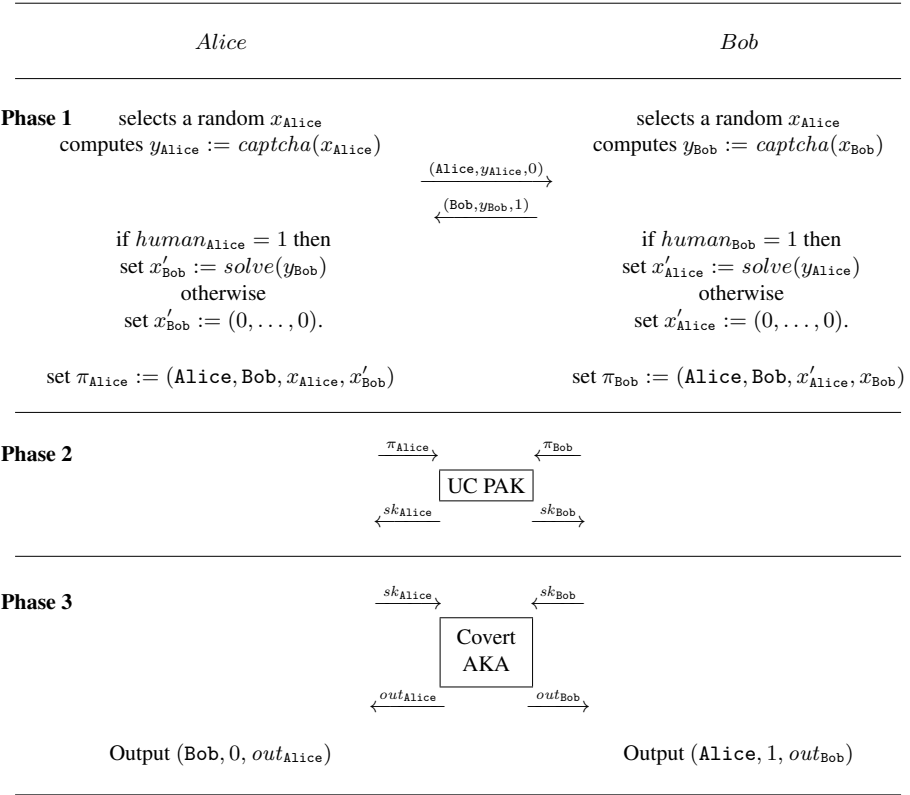 Alice Bob
Phase 1 selects a random x_Alice selects a random x_Alice
computes y_Alice := captcha(x_Alice) computes y_Bob := captcha(x_Bob)
(Alice,y_Alice,0)
(Bob,y_Bob,1)
if human_Alice = 1 then if human_Bob = 1 then
set x′_Bob := solve(y_Bob) set x′_Alice := solve(y_Alice)
otherwise otherwise
set x′_Bob := (0, . . . , 0). set x′_Alice := (0, . . . , 0).
set π_Alice := (Alice, Bob, x_Alice, x′_Bob) set π_Bob := (Alice, Bob, x′_Alice, x_Bob)
Phase 2 π_Alice π_Bob
UC PAK
sk_Alice sk_Bob
Phase 3 sk_Alice sk_Bob
Covert
AKA
out_Alice out_Bob
Output (Bob, 0, out_Alice) Output (Alice, 1, out_Bob)